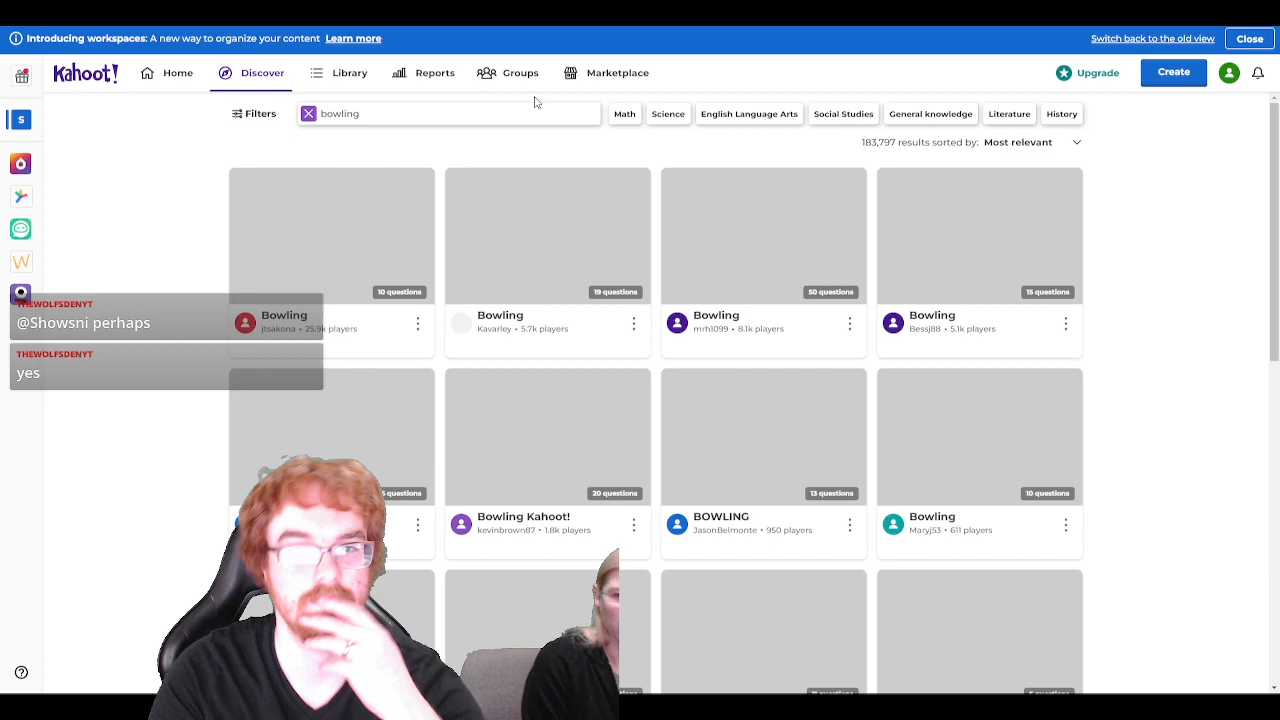 Introducing workspaces: A new way to organize your content Learn more
Switch back to the old view
Close
Kahoot!
Home
Discover
Library
Reports
Groups
Marketplace
Upgrade
Create
S
Filters
bowling
Math
Science
English Language Arts
Social Studies
General knowledge
Literature
History
183,797 results sorted by: Most relevant
10 questions
19 questions
50 questions
15 questions
Bowling
jtsakona • 25.9k players
Bowling
Kavarley • 5.7k players
Bowling
mrh1099 • 8.1k players
Bowling
Bessj88 • 5.1k players
THEWOLFSDENYT
@Showsni perhaps
THEWOLFSDENYT
yes
questions
20 questions
13 questions
10 questions
Bowling Kahoot!
kevinbrown87 • 1.8k players
BOWLING
JasonBelmonte • 950 players
Bowling
Maryj53 • 611 players